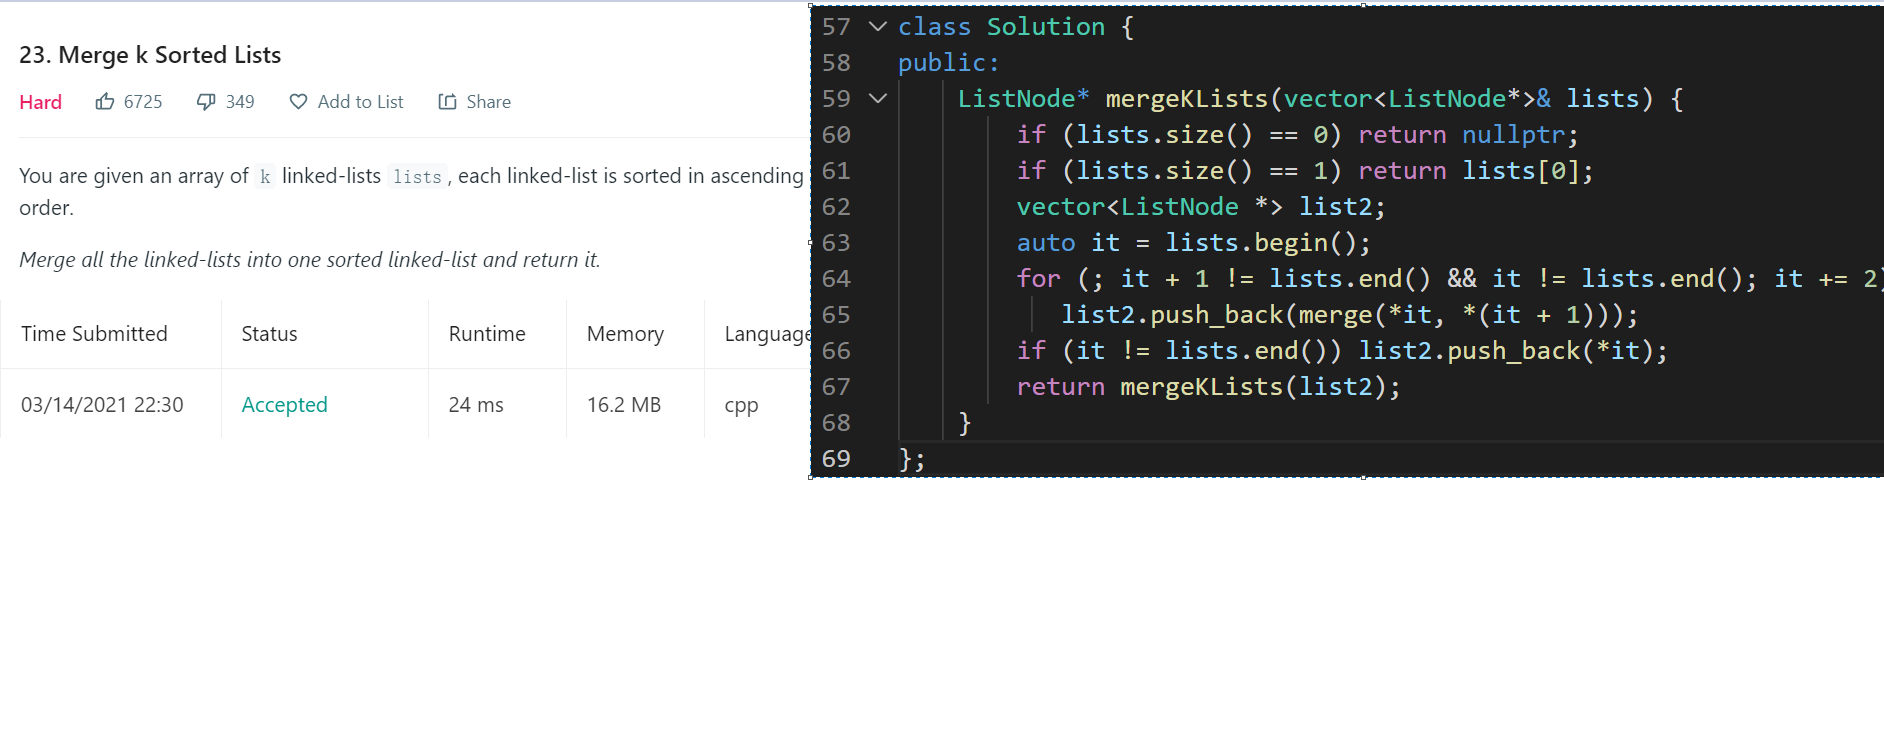 23. Merge k Sorted Lists
Hard 6725 349 Add to List Share
You are given an array of k linked-lists lists, each linked-list is sorted in ascending
order.
Merge all the linked-lists into one sorted linked-list and return it.
Time Submitted Status Runtime Memory Language
03/14/2021 22:30 Accepted 24 ms 16.2 MB cpp
57 class Solution {
58 public:
59 ListNode* mergeKLists(vector<ListNode*>& lists) {
60 if (lists.size() == 0) return nullptr;
61 if (lists.size() == 1) return lists[0];
62 vector<ListNode *> list2;
63 auto it = lists.begin();
64 for (; it + 1 != lists.end() && it != lists.end(); it += 2)
65 list2.push_back(merge(*it, *(it + 1)));
66 if (it != lists.end()) list2.push_back(*it);
67 return mergeKLists(list2);
68 }
69 };